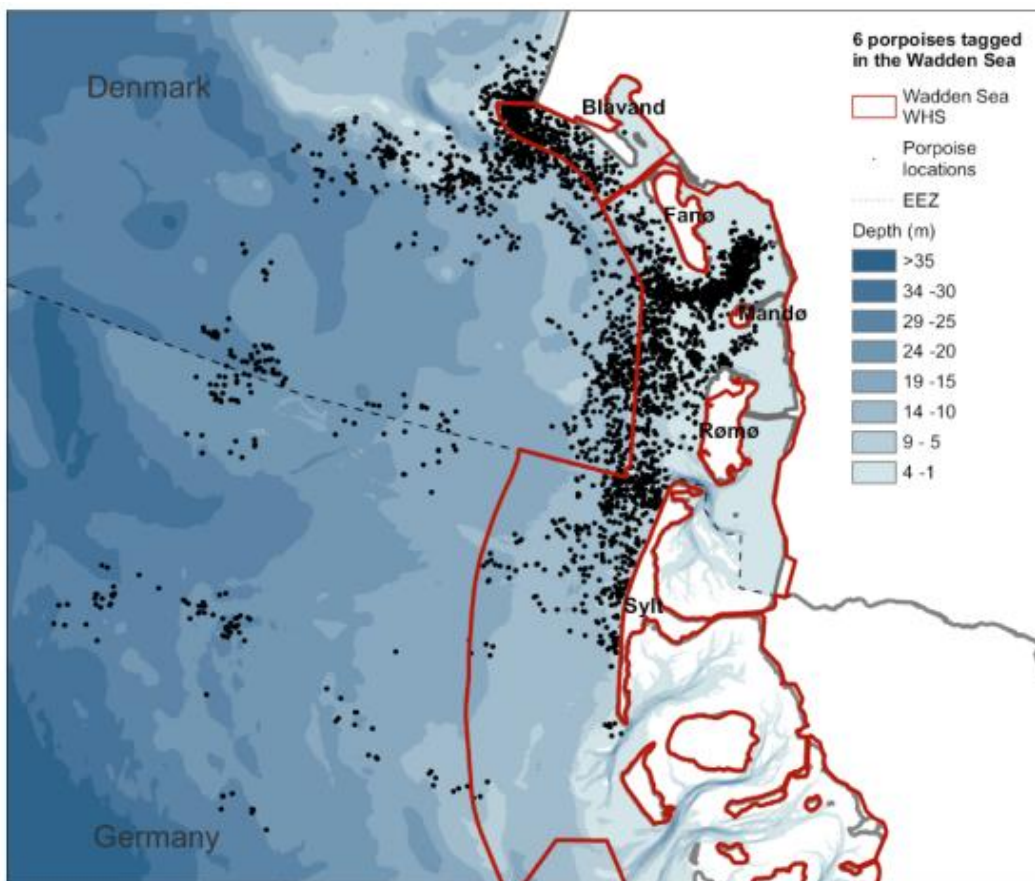 Denmark
Blavand
Fanø
Mandø
Rømø
Sylt
Germany
6 porpoises tagged
in the Wadden Sea
Wadden Sea
WHS
Porpoise
locations
EEZ
Depth (m)
>35
34 -30
29 -25
24 -20
19 -15
14 -10
9 - 5
4 -1